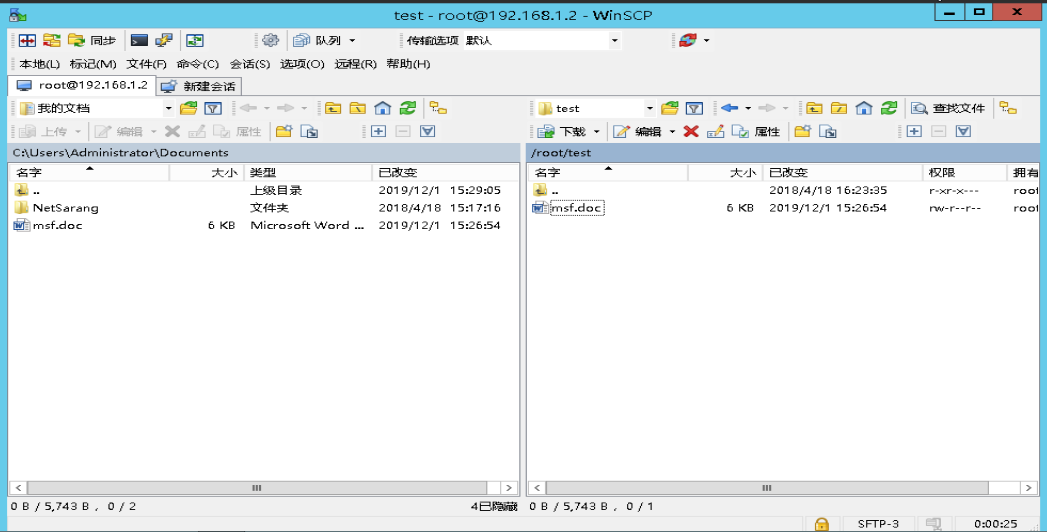 test - root@192.168.1.2 - WinSCP
同步 队列 传输选项 默认
本地(L) 标记(M) 文件(F) 命令(C) 会话(S) 选项(O) 远程(R) 帮助(H)
root@192.168.1.2 新建会话
我的文档 test 查找文件
上传 编辑 属性 下载 编辑 属性
C:\Users\Administrator\Documents /root/test
名字 大小 类型 已改变 名字 大小 已改变 权限 拥有
.. 上级目录 2019/12/1 15:29:05 .. 2018/4/18 16:23:35 r-xr-x--- root
NetSarang 文件夹 2018/4/18 15:17:16 msf.doc 6 KB 2019/12/1 15:26:54 rw-r--r-- root
msf.doc 6 KB Microsoft Word ... 2019/12/1 15:26:54
0 B / 5,743 B , 0 / 2 4已隐藏 0 B / 5,743 B , 0 / 1
SFTP-3 0:00:25